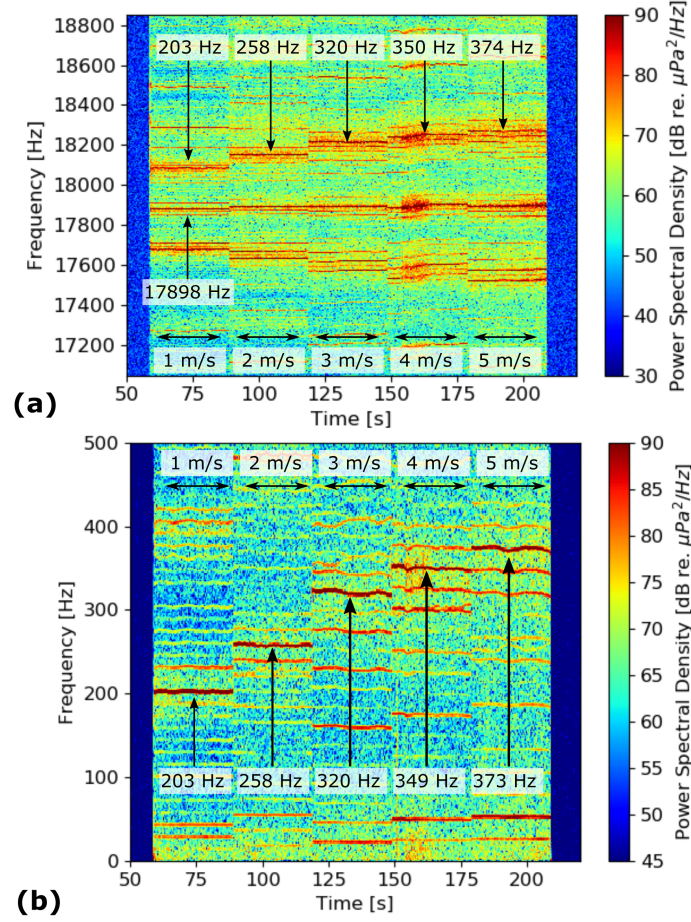 18800
18600
18400
18200
18000
17800
17600
17400
17200
Frequency [Hz]
203 Hz 258 Hz 320 Hz 350 Hz 374 Hz
17898 Hz
1 m/s 2 m/s 3 m/s 4 m/s 5 m/s
50 75 100 125 150 175 200
Time [s]
(a)
90
80
70
60
50
40
30
Power Spectral Density [dB re. μPa²/Hz]
500
400
300
200
100
0
Frequency [Hz]
1 m/s 2 m/s 3 m/s 4 m/s 5 m/s
203 Hz 258 Hz 320 Hz 349 Hz 373 Hz
50 75 100 125 150 175 200
Time [s]
(b)
90
85
80
75
70
65
60
55
50
45
Power Spectral Density [dB re. μPa²/Hz]